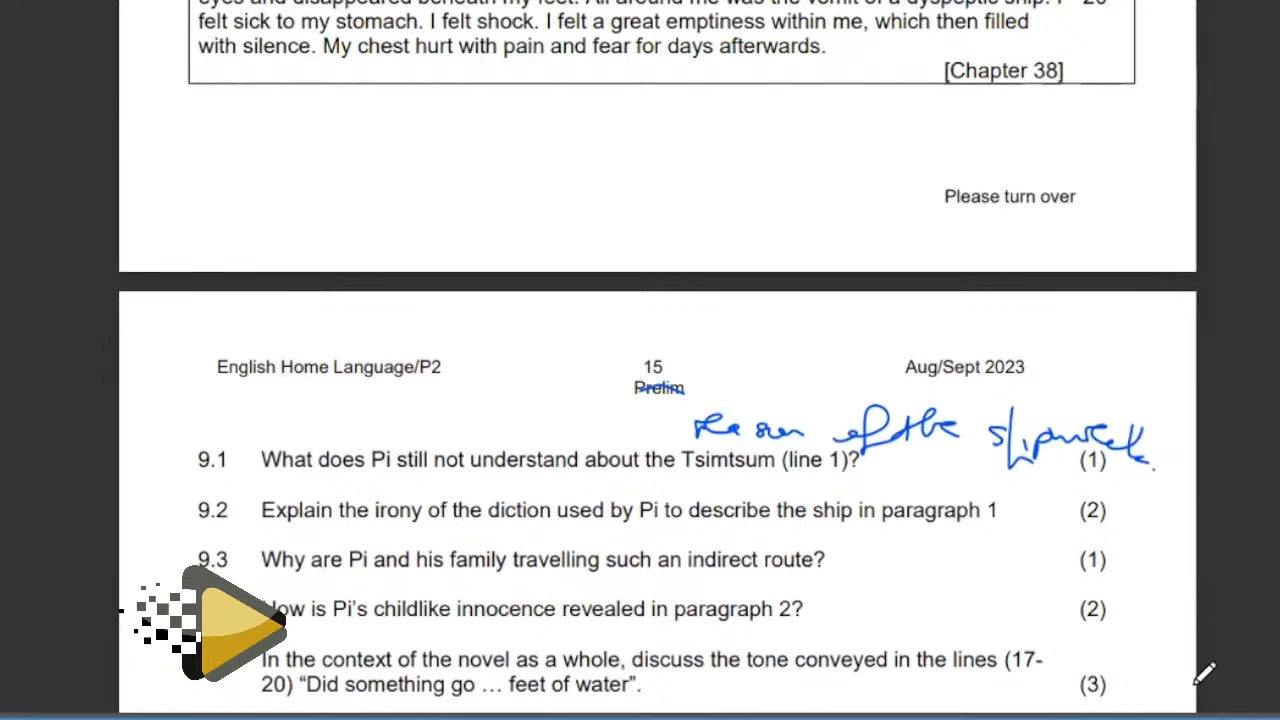 felt sick to my stomach. I felt shock. I felt a great emptiness within me, which then filled
with silence. My chest hurt with pain and fear for days afterwards.
[Chapter 38]
Please turn over
English Home Language/P2 15 Aug/Sept 2023
Prelim
reason of the shipwreck.
9.1 What does Pi still not understand about the Tsimtsum (line 1)? (1)
9.2 Explain the irony of the diction used by Pi to describe the ship in paragraph 1 (2)
9.3 Why are Pi and his family travelling such an indirect route? (1)
How is Pi's childlike innocence revealed in paragraph 2? (2)
In the context of the novel as a whole, discuss the tone conveyed in the lines (17-
20) “Did something go … feet of water”. (3)